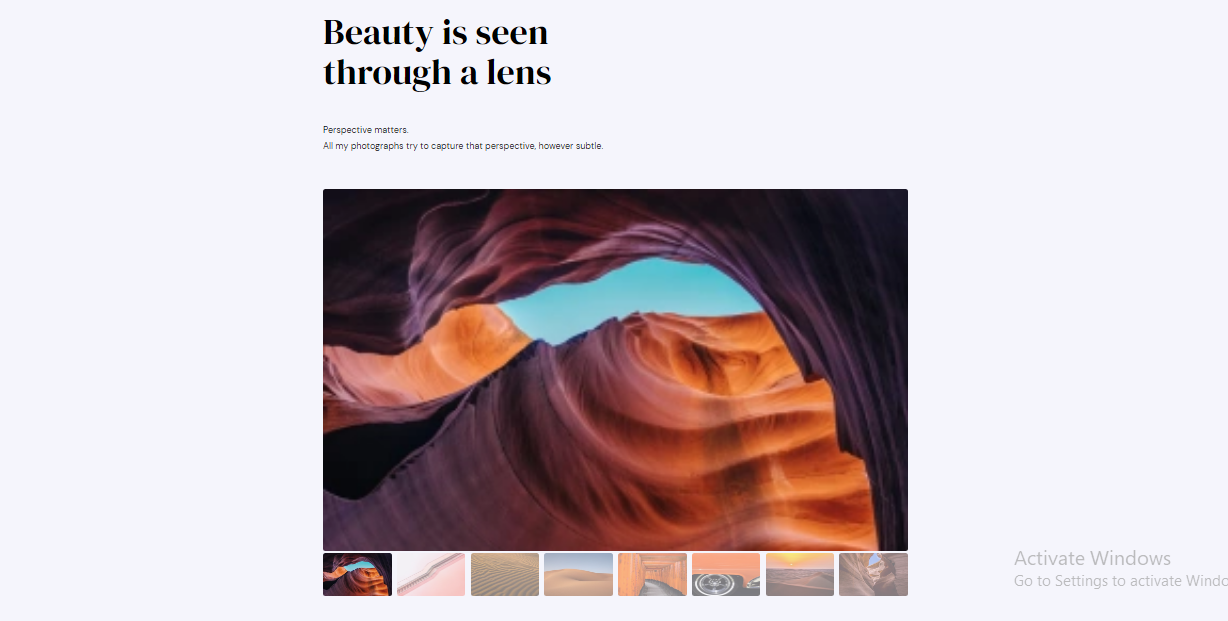 Beauty is seen
through a lens
Perspective matters.
All my photographs try to capture that perspective, however subtle.
Activate Windows
Go to Settings to activate Windo